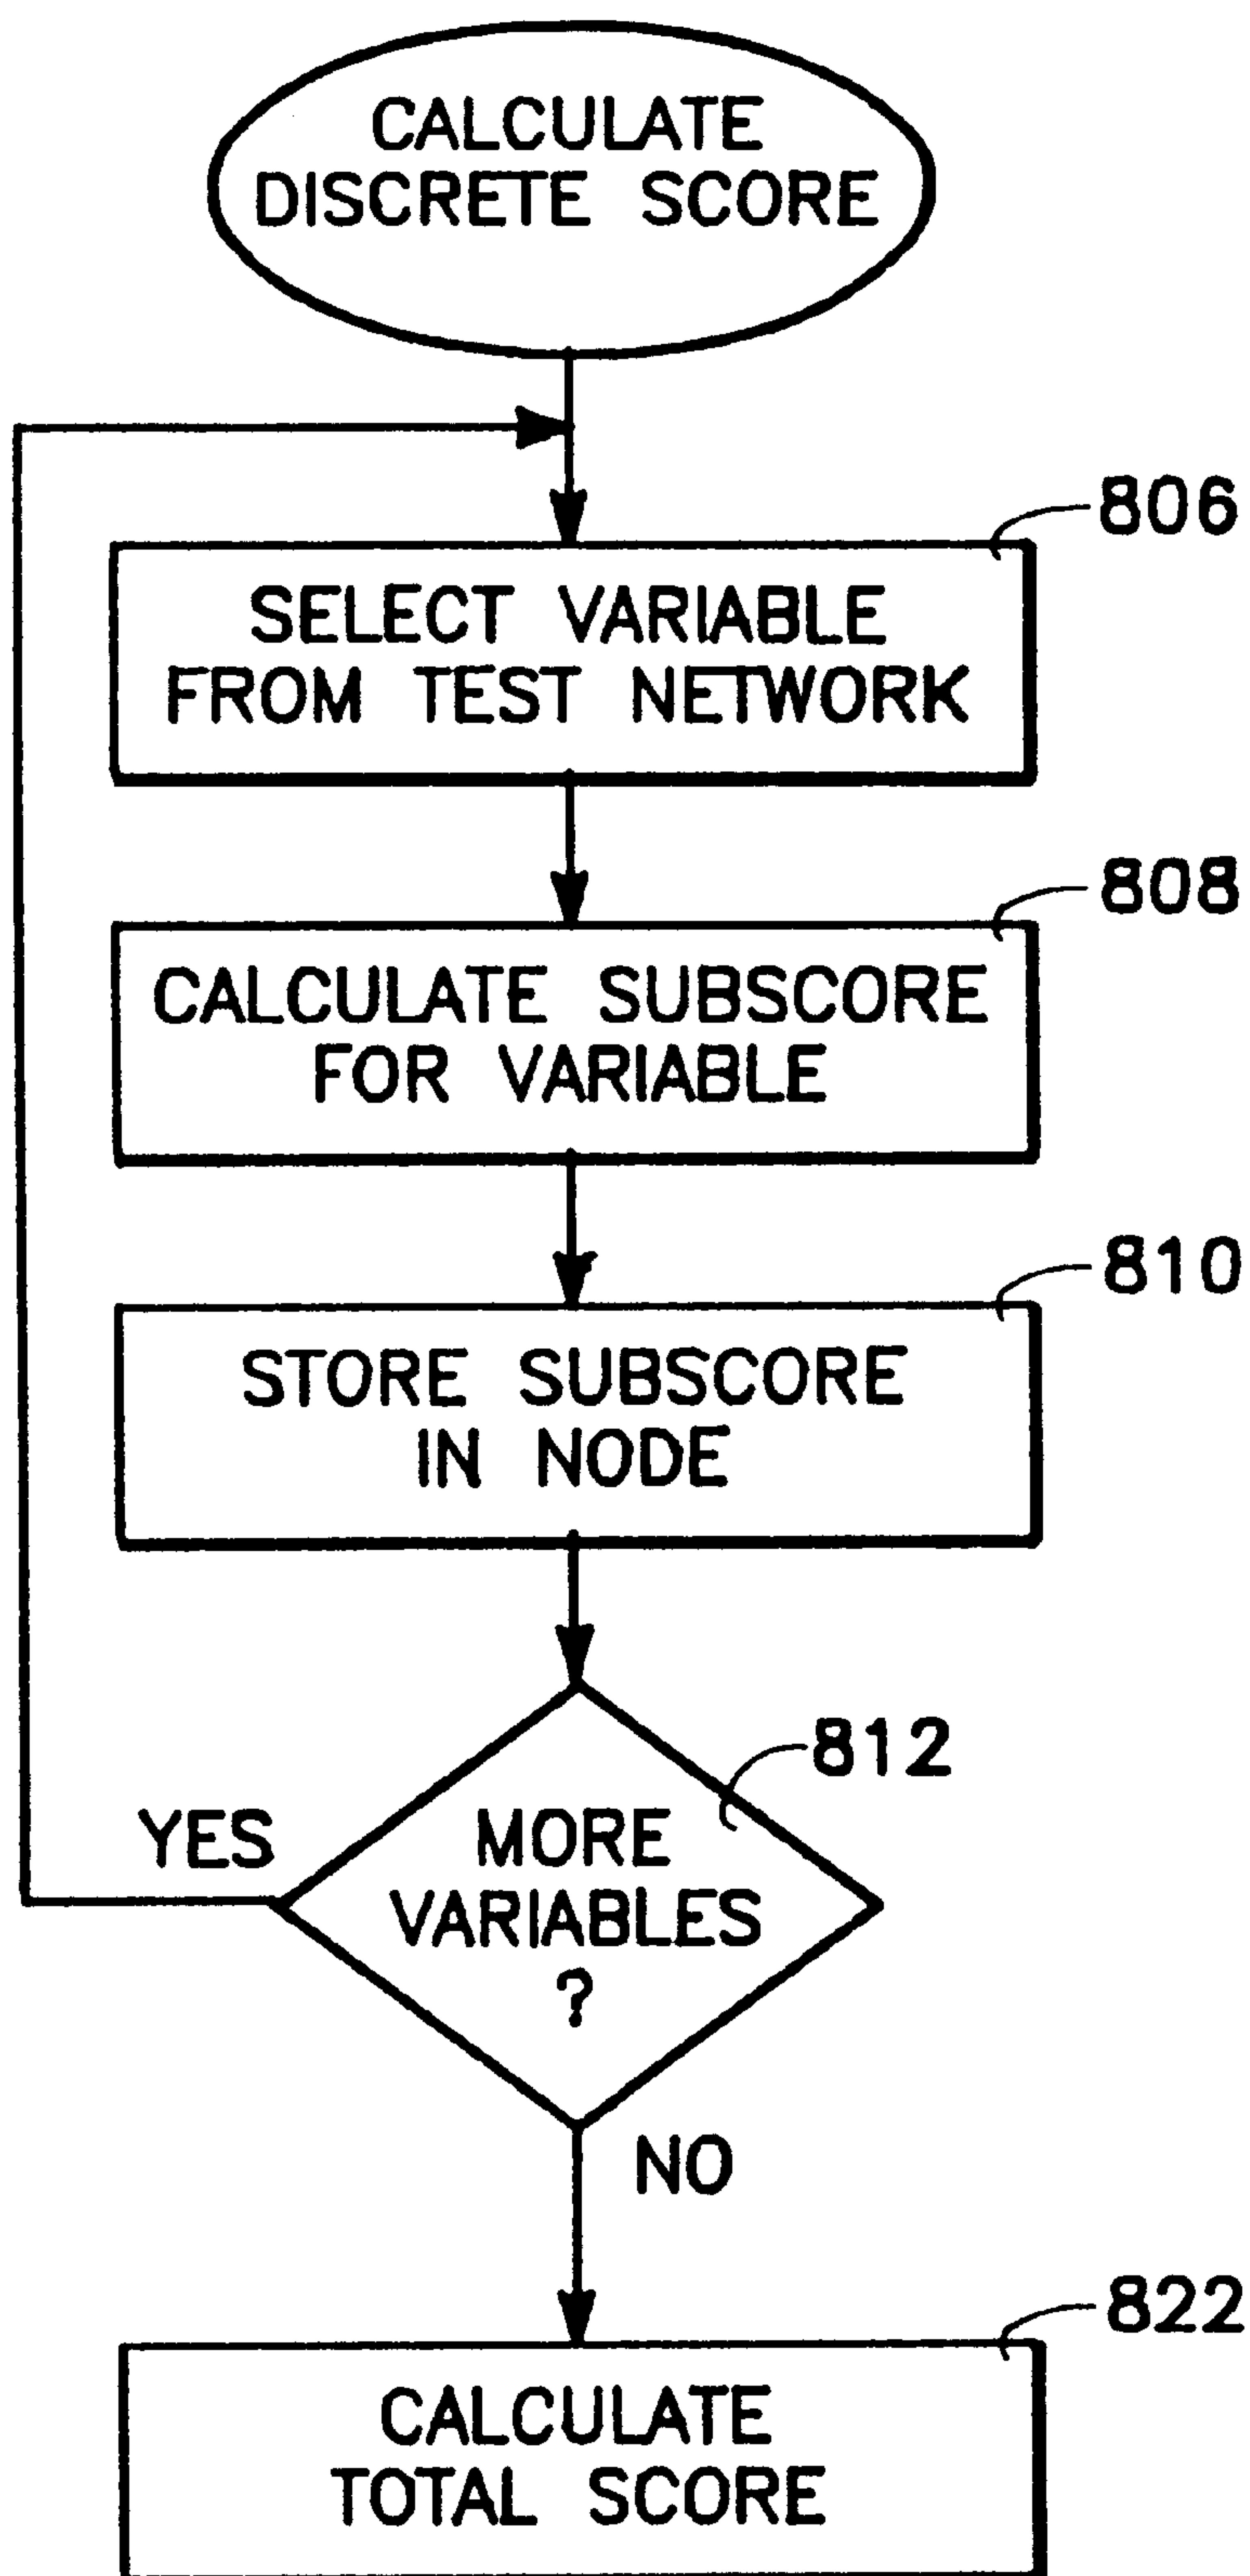 CALCULATE
DISCRETE SCORE
806
SELECT VARIABLE
FROM TEST NETWORK
808
CALCULATE SUBSCORE
FOR VARIABLE
810
STORE SUBSCORE
IN NODE
812
YES
MORE
VARIABLES
?
NO
822
CALCULATE
TOTAL SCORE